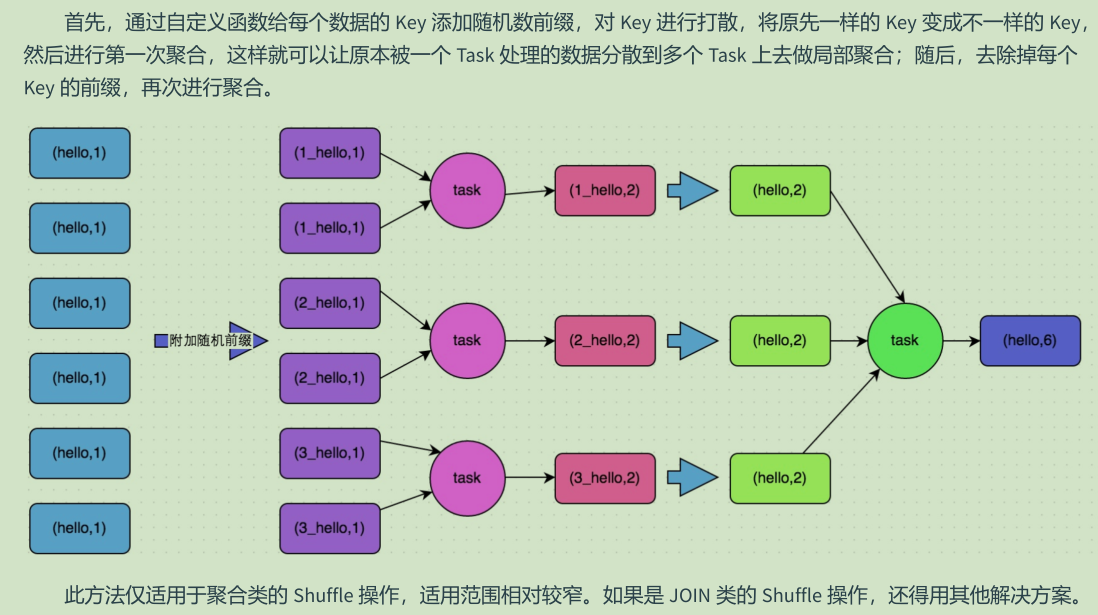 首先，通过自定义函数给每个数据的 Key 添加随机数前缀，对 Key 进行打散，将原先一样的 Key 变成不一样的 Key，
然后进行第一次聚合，这样就可以让原本被一个 Task 处理的数据分散到多个 Task 上去做局部聚合；随后，去除掉每个
Key 的前缀，再次进行聚合。
(hello,1)
(hello,1)
(hello,1)
(hello,1)
(hello,1)
(hello,1)
附加随机前缀
(1_hello,1)
(1_hello,1)
(2_hello,1)
(2_hello,1)
(3_hello,1)
(3_hello,1)
task
task
task
(1_hello,2)
(2_hello,2)
(3_hello,2)
(hello,2)
(hello,2)
(hello,2)
task
(hello,6)
此方法仅适用于聚合类的 Shuffle 操作，适用范围相对较窄。如果是 JOIN 类的 Shuffle 操作，还得用其他解决方案。